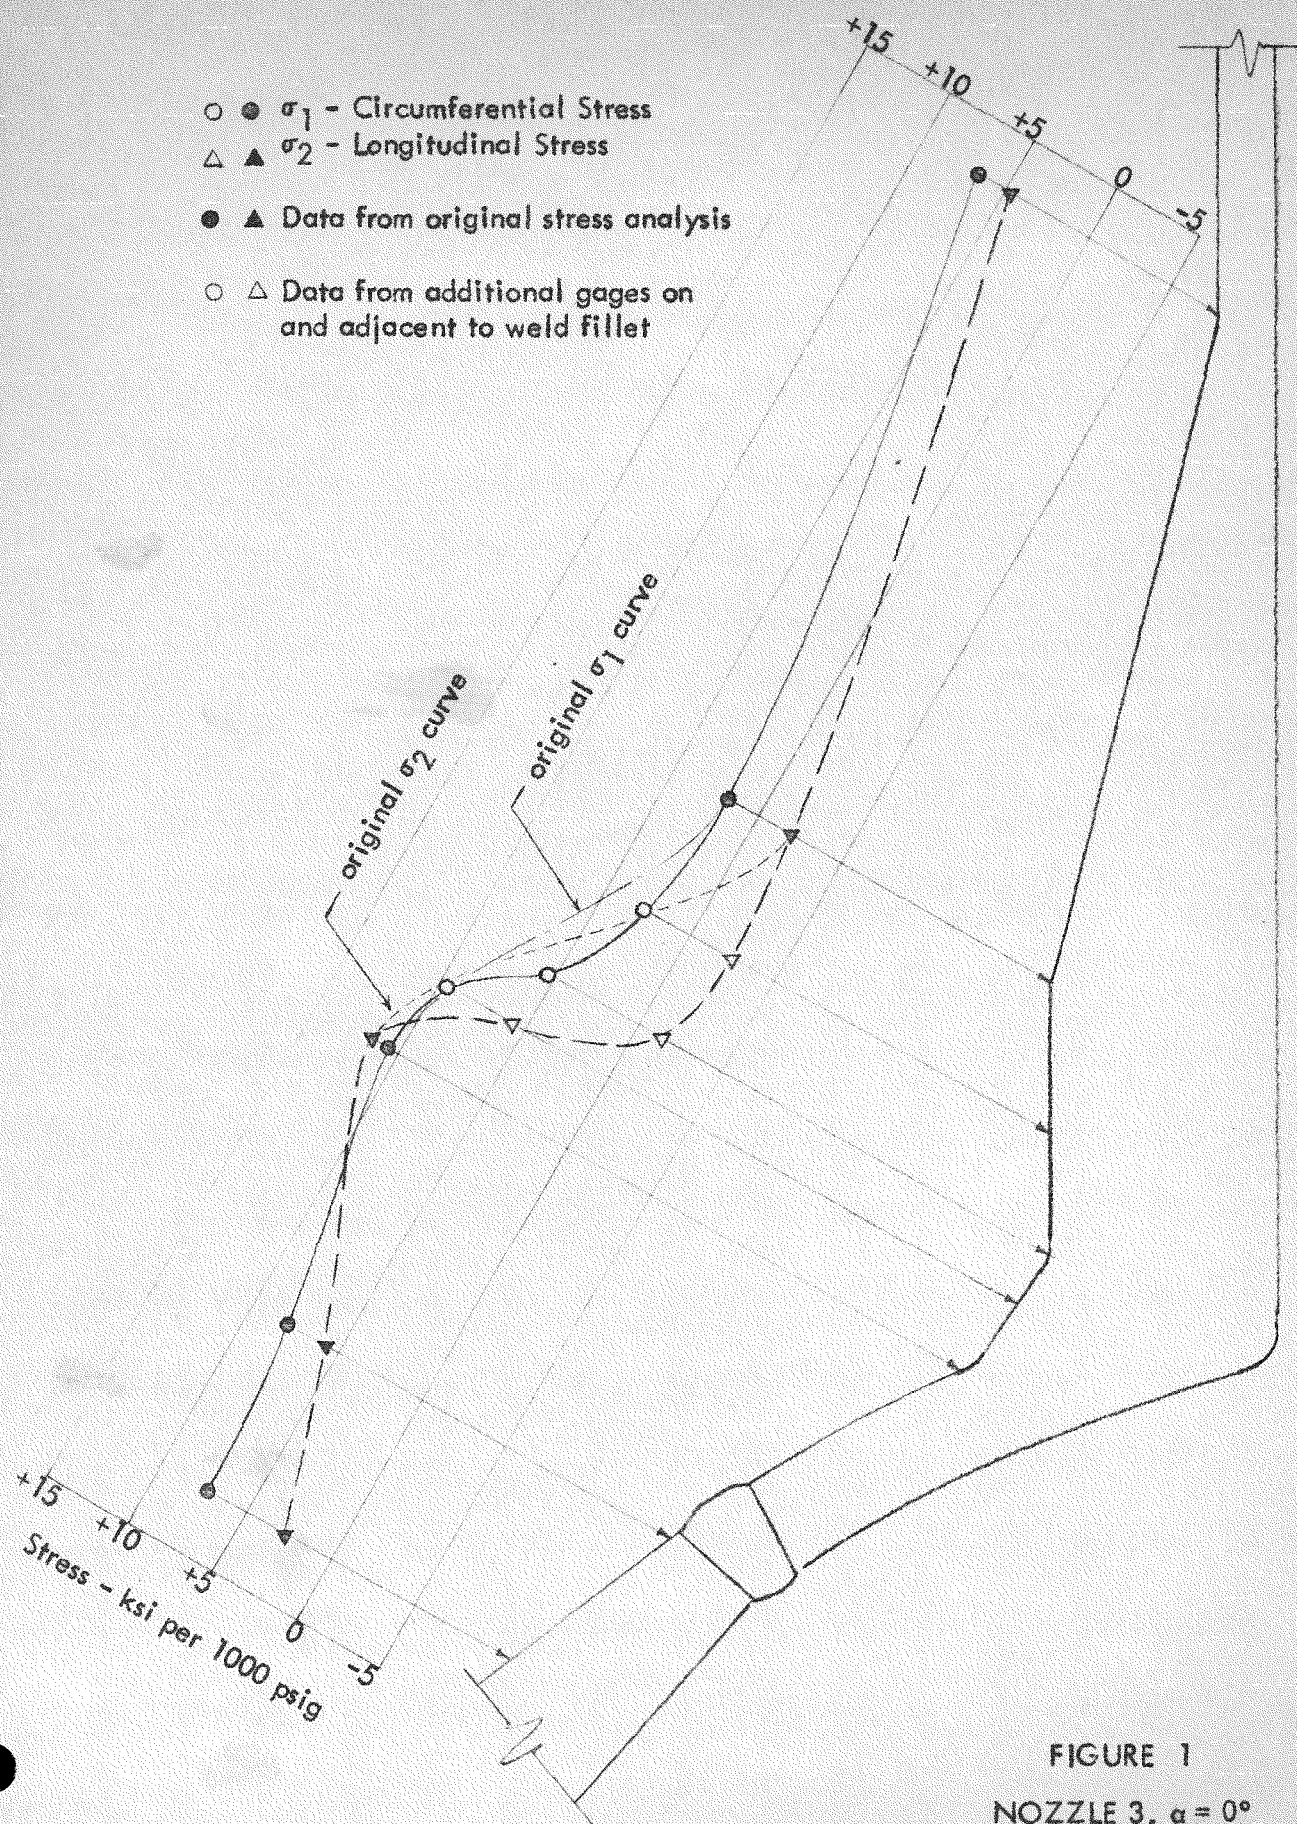 +15
+10
+5
0
-5
○ ● σ1 - Circumferential Stress
△ ▲ σ2 - Longitudinal Stress
● ▲ Data from original stress analysis
○ △ Data from additional gages on
and adjacent to weld fillet
original σ1 curve
original σ2 curve
+15
+10
+5
0
-5
Stress - ksi per 1000 psig
FIGURE 1
NOZZLE 3, α = 0°